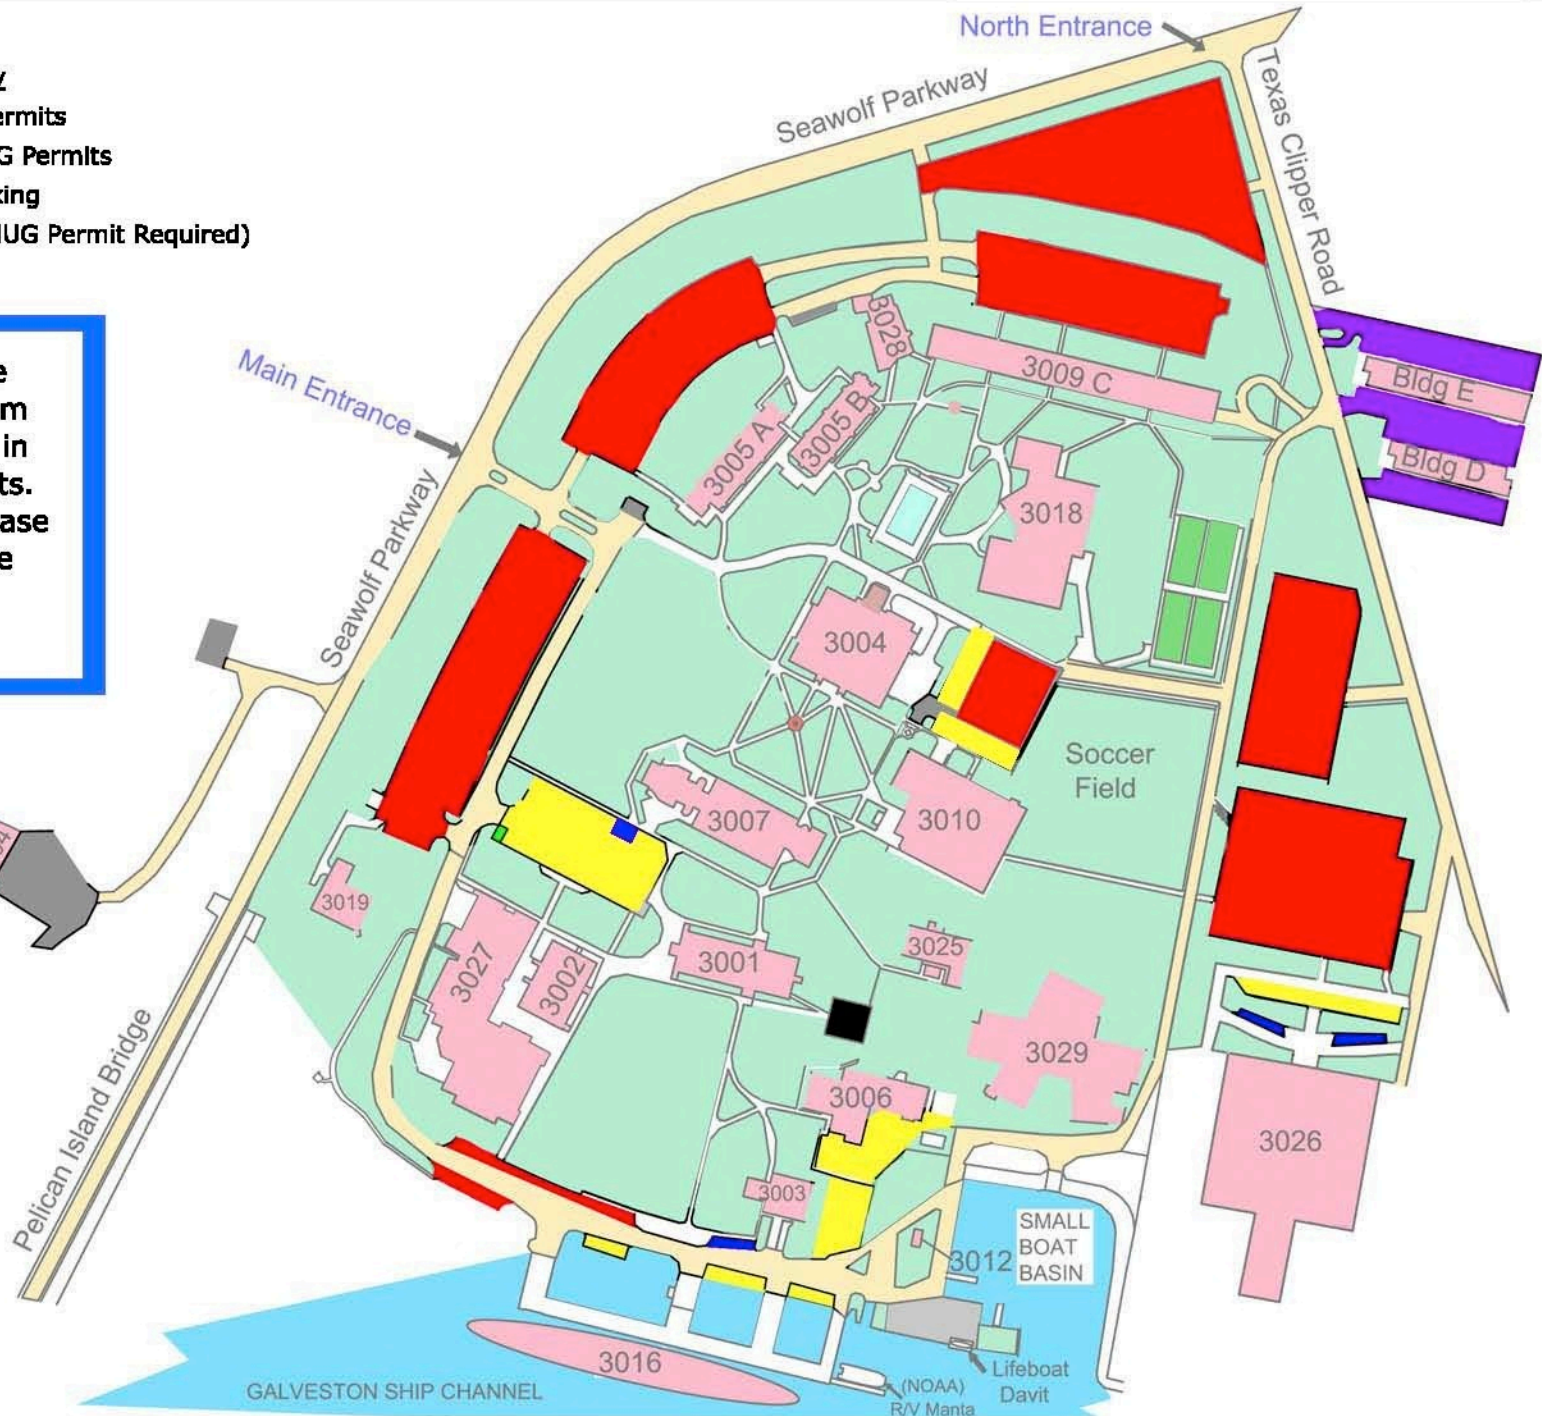 North Entrance
Seawolf Parkway
Texas Clipper Road
ermits
G Permits
king
IUG Permit Required)
Main Entrance
Seawolf Parkway
e
m
in
ts.
ase
e
3028
3009 C
Bldg E
3005 A
3005 B
Bldg D
3018
3004
Soccer
Field
3007
3010
3019
3025
3001
3027
3002
3029
3006
3026
3003
Pelican Island Bridge
SMALL
BOAT
BASIN
3012
3016
Lifeboat
Davit
GALVESTON SHIP CHANNEL
(NOAA)
R/V Manta